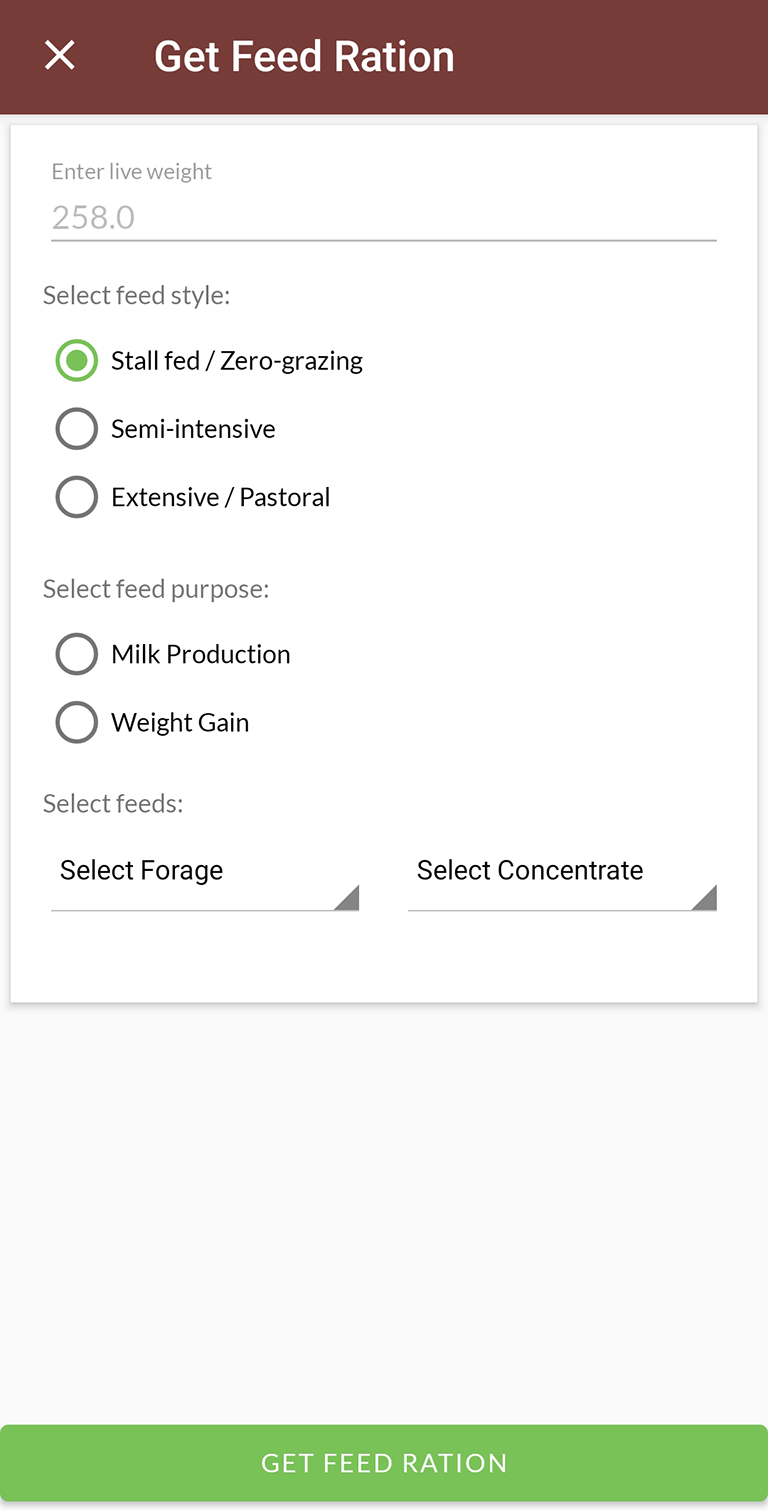 Get Feed Ration
Enter live weight
258.0
Select feed style:
Stall fed / Zero-grazing
Semi-intensive
Extensive / Pastoral
Select feed purpose:
Milk Production
Weight Gain
Select feeds:
Select Forage Select Concentrate
GET FEED RATION